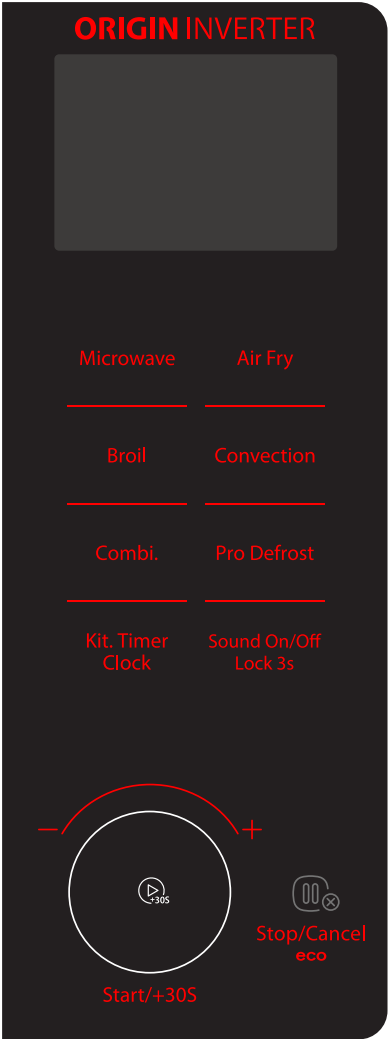 ORIGIN INVERTER
Microwave Air Fry
Broil Convection
Combi. Pro Defrost
Kit. Timer Sound On/Off
Clock Lock 3s
− +
+30S
Stop/Cancel
eco
Start/+30S